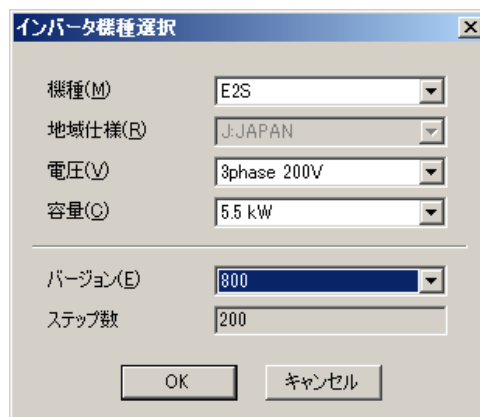 インバータ機種選択
機種(M) E2S
地域仕様(R) J:JAPAN
電圧(V) 3phase 200V
容量(C) 5.5 kW
バージョン(E) 800
ステップ数 200
OK キャンセル